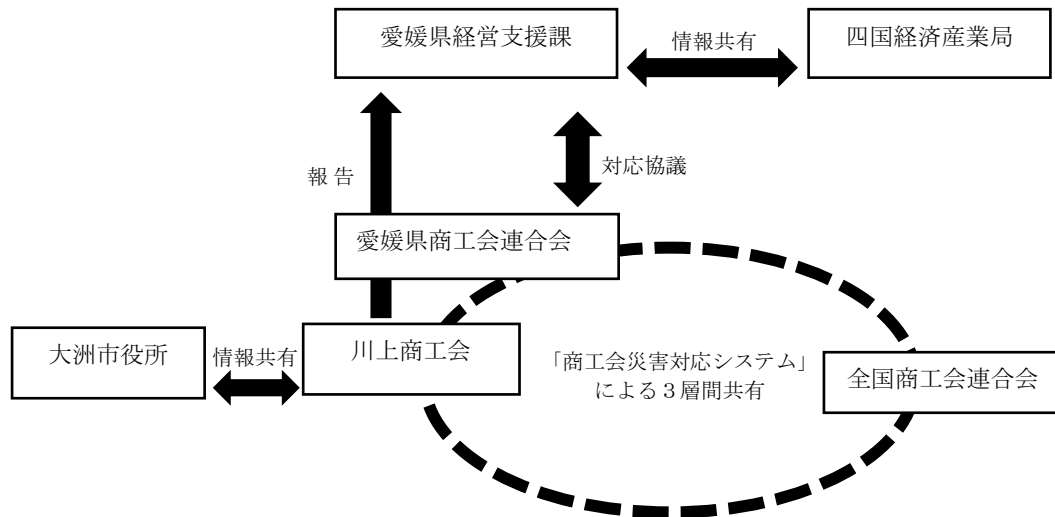 愛媛県経営支援課
情報共有
四国経済産業局
報 告
対応協議
愛媛県商工会連合会
大洲市役所
情報共有
川上商工会
「商工会災害対応システム」
による３層間共有
全国商工会連合会